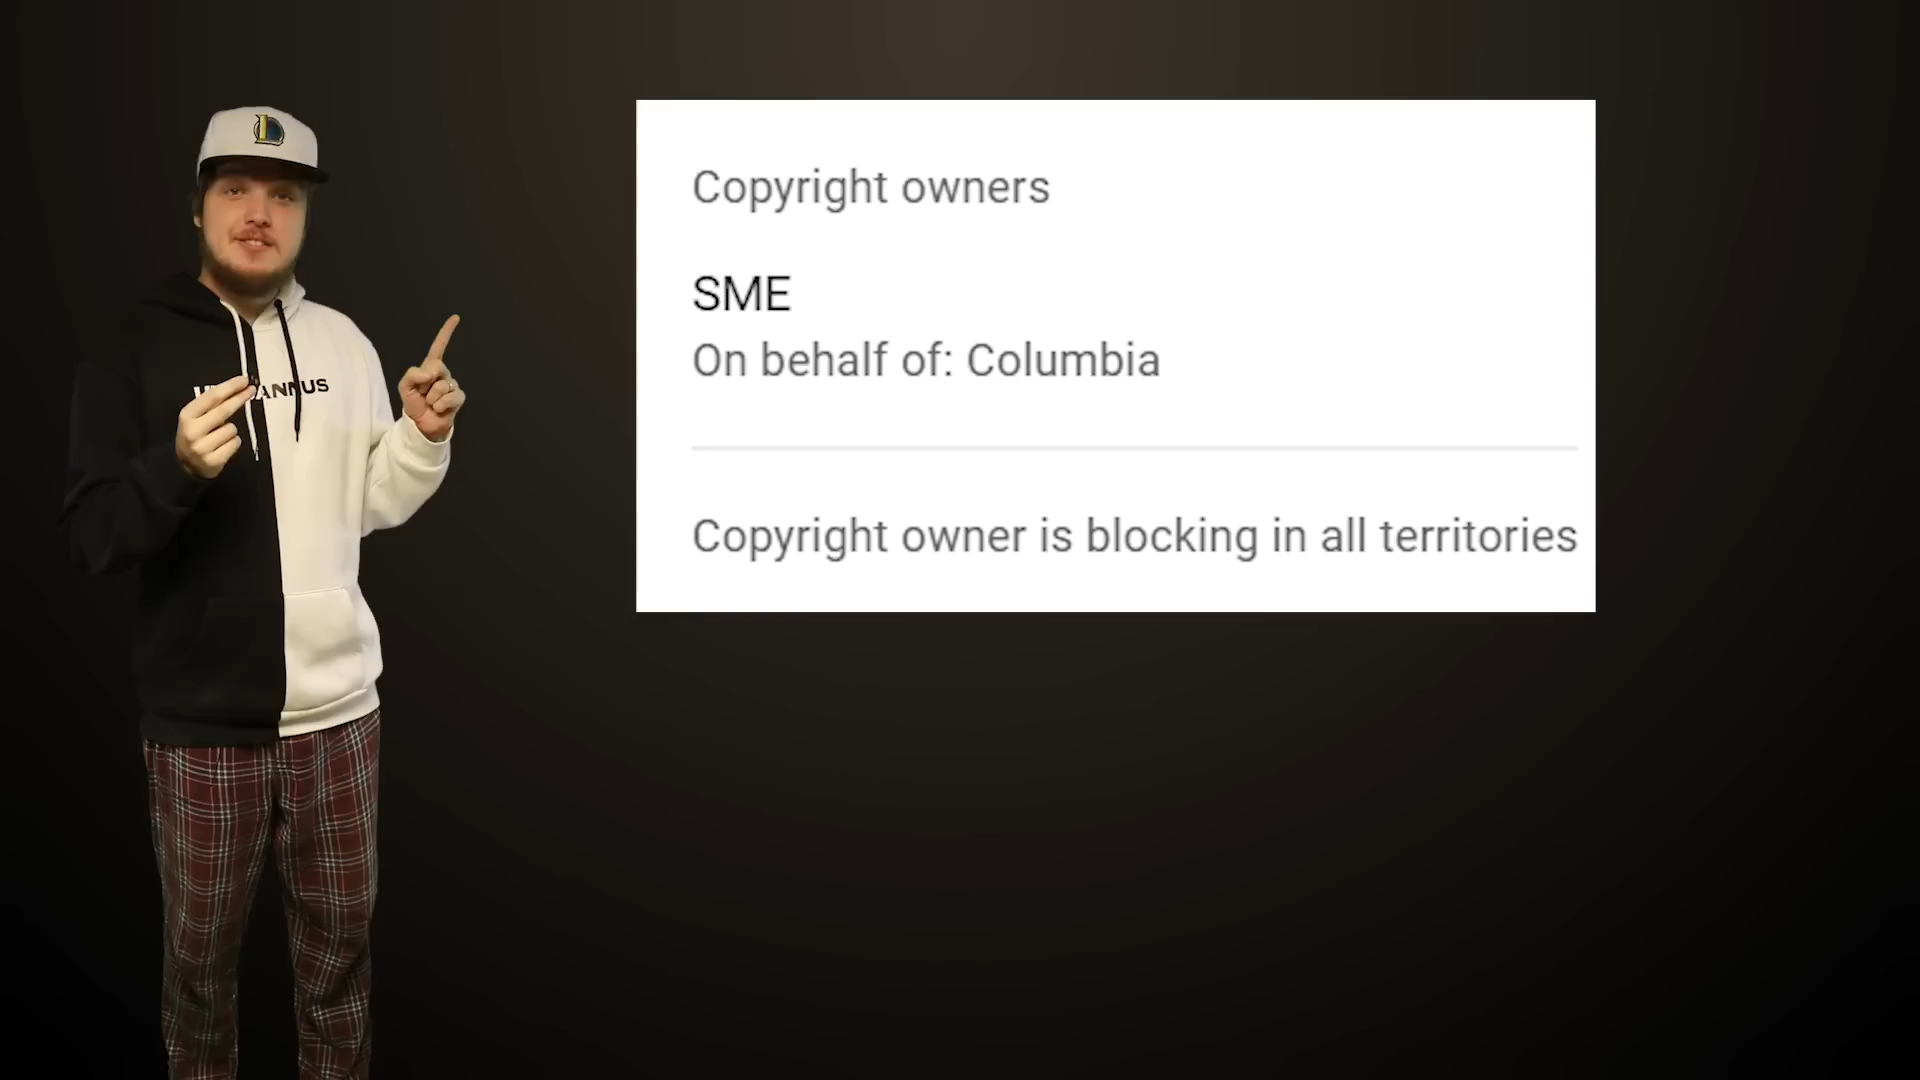 Copyright owners
SME
On behalf of: Columbia
Copyright owner is blocking in all territories